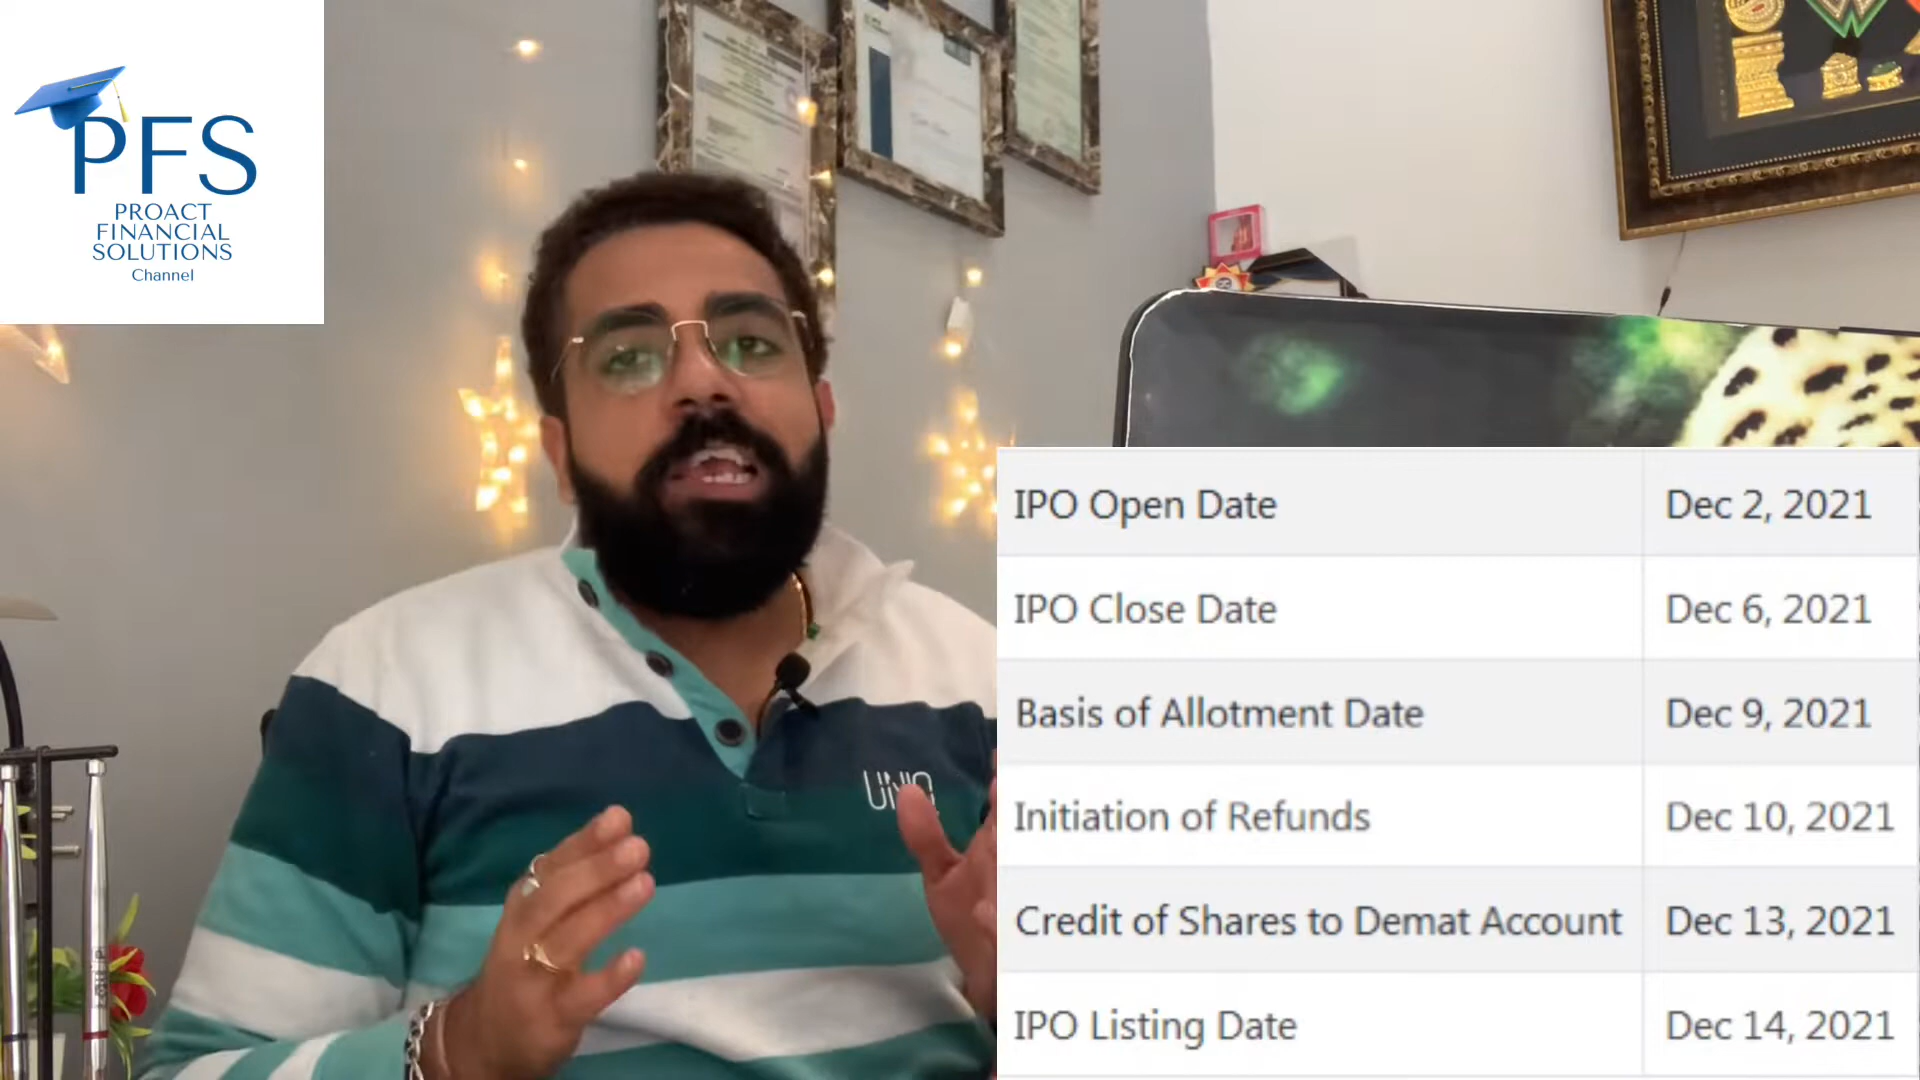 PFS
PROACT
FINANCIAL
SOLUTIONS
Channel
UNIQ
IPO Open Date Dec 2, 2021
IPO Close Date Dec 6, 2021
Basis of Allotment Date Dec 9, 2021
Initiation of Refunds Dec 10, 2021
Credit of Shares to Demat Account Dec 13, 2021
IPO Listing Date Dec 14, 2021